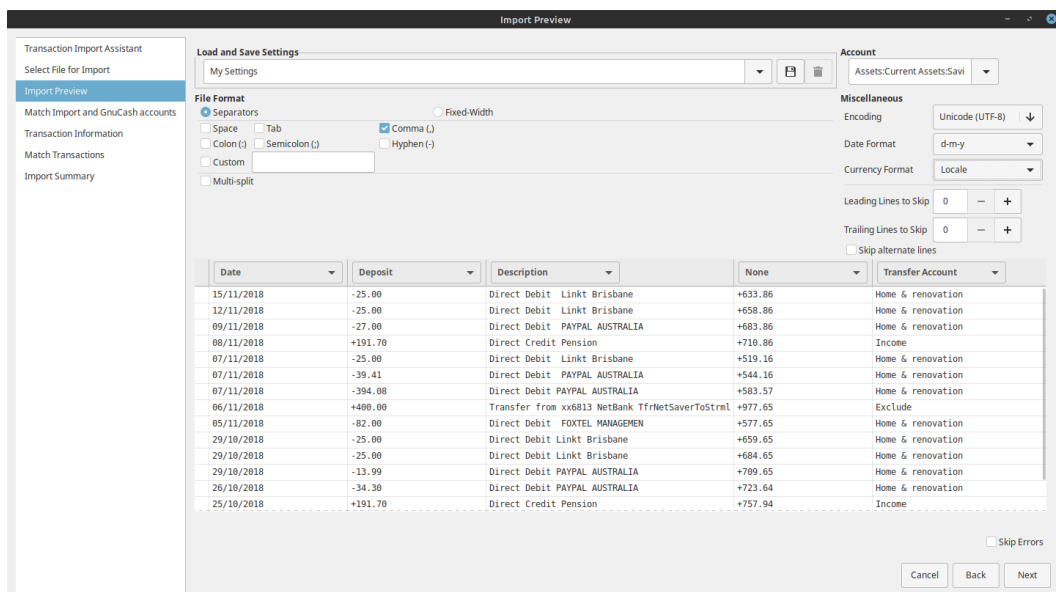 Import Preview
Transaction Import Assistant
Select File for Import
Import Preview
Match Import and GnuCash accounts
Transaction Information
Match Transactions
Import Summary
Load and Save Settings
My Settings
Account
Assets:Current Assets:Savi
File Format
Separators Fixed-Width
Space Tab Comma (,)
Colon (:) Semicolon (;) Hyphen (-)
Custom
Multi-split
Miscellaneous
Encoding Unicode (UTF-8)
Date Format d-m-y
Currency Format Locale
Leading Lines to Skip 0 − +
Trailing Lines to Skip 0 − +
Skip alternate lines
Date Deposit Description None Transfer Account
15/11/2018 -25.00 Direct Debit  Linkt Brisbane +633.86 Home & renovation
12/11/2018 -25.00 Direct Debit  Linkt Brisbane +658.86 Home & renovation
09/11/2018 -27.00 Direct Debit  PAYPAL AUSTRALIA +683.86 Home & renovation
08/11/2018 +191.70 Direct Credit Pension +710.86 Income
07/11/2018 -25.00 Direct Debit  Linkt Brisbane +519.16 Home & renovation
07/11/2018 -39.41 Direct Debit  PAYPAL AUSTRALIA +544.16 Home & renovation
07/11/2018 -394.08 Direct Debit PAYPAL AUSTRALIA +583.57 Home & renovation
06/11/2018 +400.00 Transfer from xx6813 NetBank TfrNetSaverToStrml +977.65 Exclude
05/11/2018 -82.00 Direct Debit  FOXTEL MANAGEMEN +577.65 Home & renovation
29/10/2018 -25.00 Direct Debit Linkt Brisbane +659.65 Home & renovation
29/10/2018 -25.00 Direct Debit Linkt Brisbane +684.65 Home & renovation
29/10/2018 -13.99 Direct Debit PAYPAL AUSTRALIA +709.65 Home & renovation
26/10/2018 -34.30 Direct Debit PAYPAL AUSTRALIA +723.64 Home & renovation
25/10/2018 +191.70 Direct Credit Pension +757.94 Income
Skip Errors
Cancel Back Next